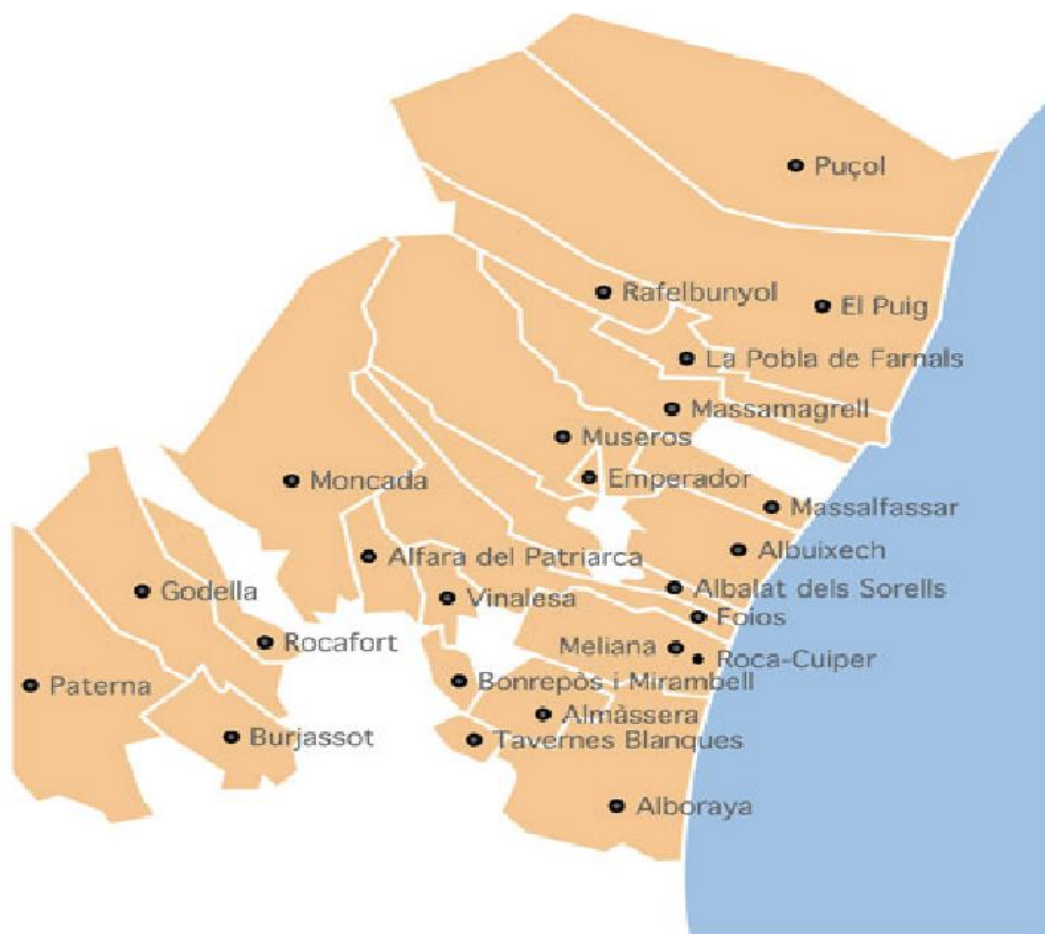 Puçol
Rafelbunyol
El Puig
La Pobla de Farnals
Massamagrell
Museros
Emperador
Moncada
Massalfassar
Albuixech
Alfara del Patriarca
Albalat dels Sorells
Godella
Vinalesa
Foios
Rocafort
Meliana
Roca-Cuiper
Paterna
Bonrepòs i Mirambell
Almàssera
Burjassot
Tavernes Blanques
Alboraya